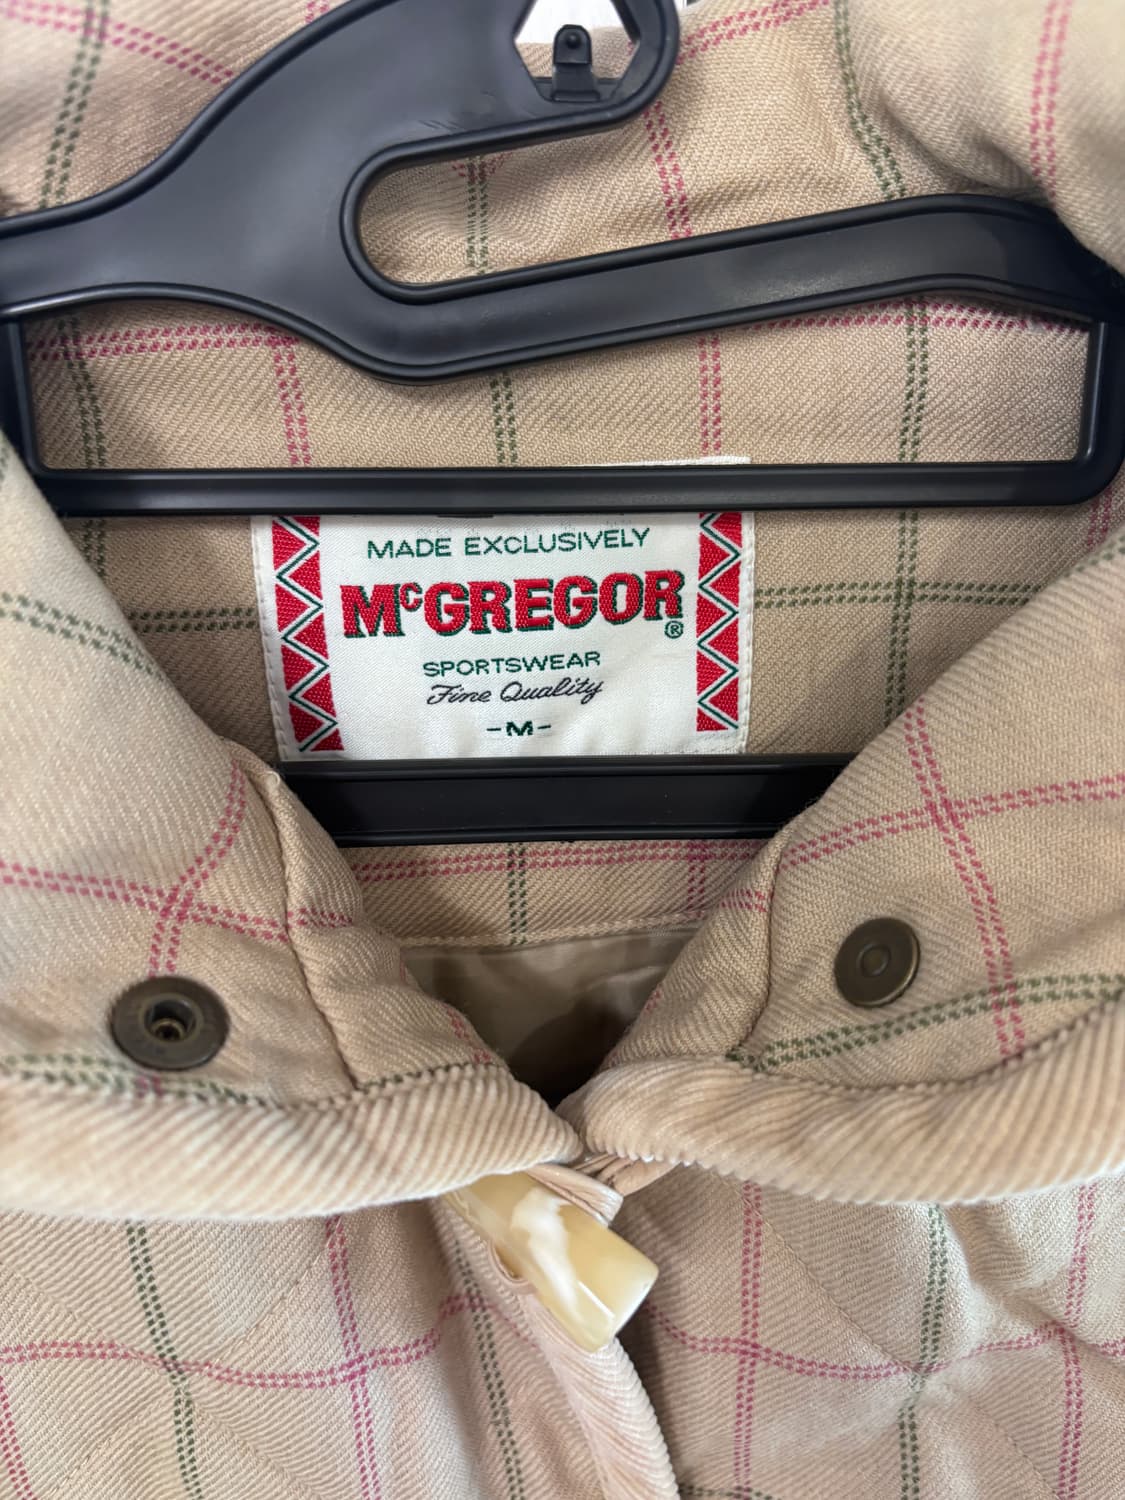 MADE EXCLUSIVELY
McGREGOR®
SPORTSWEAR
Fine Quality
-M-